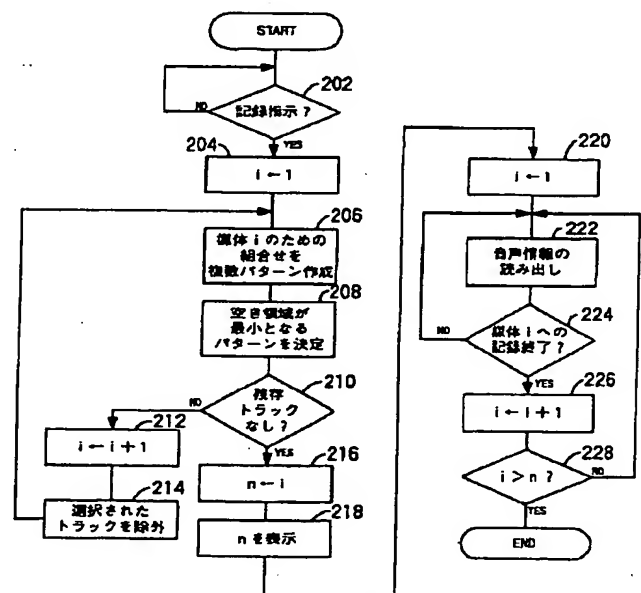 START
202
記録指示?
NO
YES
204
i ← 1
206
媒体 i のための
組合せを
複数パターン作成
208
空き領域が
最小となる
パターンを決定
210
残存
トラック
なし?
NO
YES
212
i ← i + 1
214
選択された
トラックを除外
216
n ← i
218
n を表示
220
i ← 1
222
音声情報の
読み出し
224
媒体 i への
記録終了?
NO
YES
226
i ← i + 1
228
i > n ?
NO
YES
END